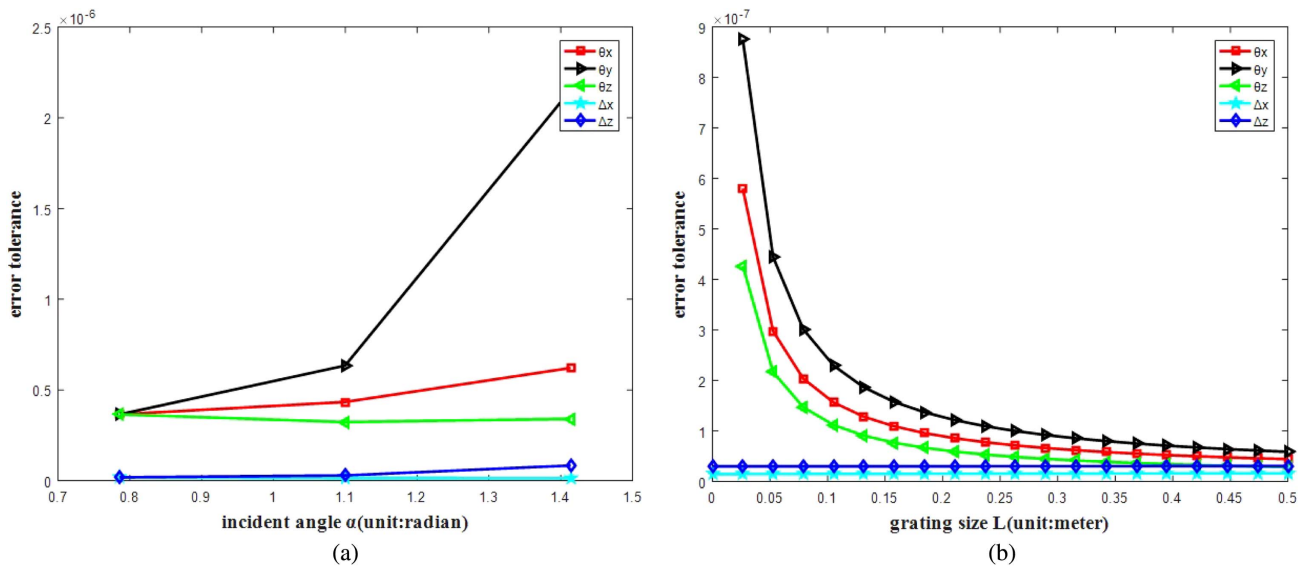 ×10^-6
2.5
2
1.5
1
0.5
0
0.7 0.8 0.9 1 1.1 1.2 1.3 1.4 1.5
error tolerance
incident angle α(unit:radian)
θx
θy
θz
Δx
Δz
(a)
×10^-7
9
8
7
6
5
4
3
2
1
0
0 0.05 0.1 0.15 0.2 0.25 0.3 0.35 0.4 0.45 0.5
error tolerance
grating size L(unit:meter)
θx
θy
θz
Δx
Δz
(b)